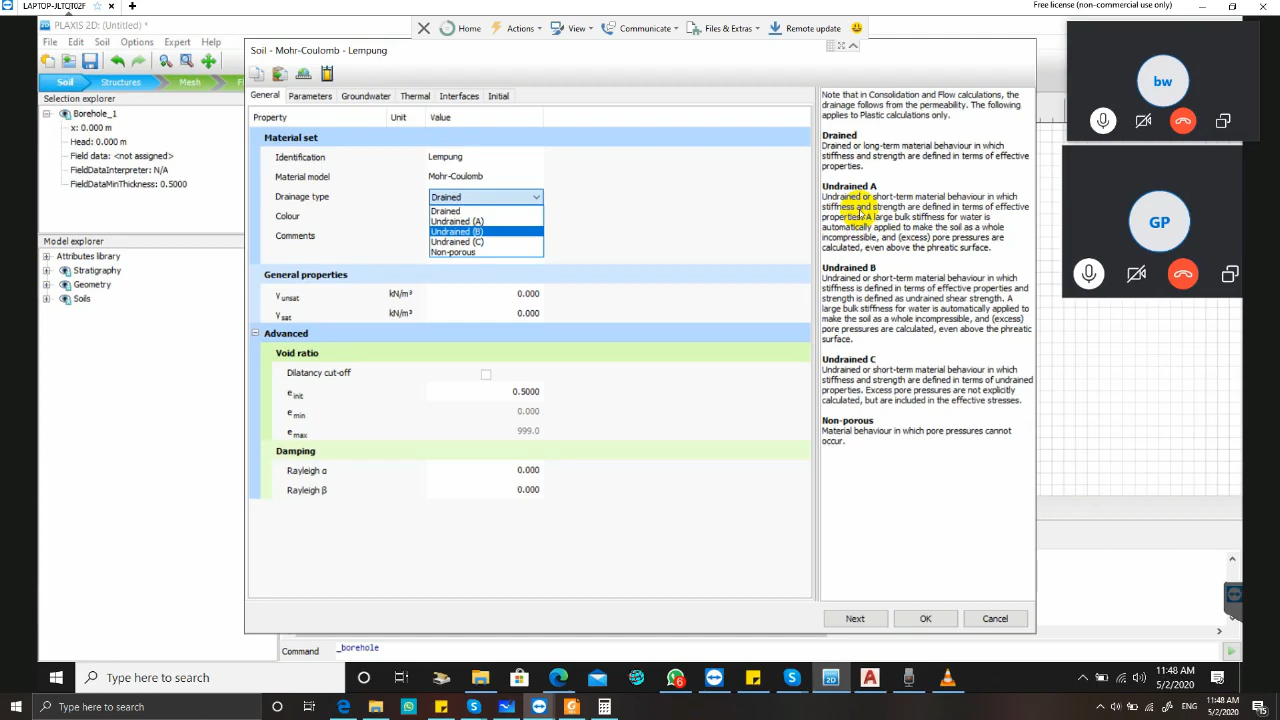 LAPTOP-JLTQT02F
Free license (non-commercial use only)
PLAXIS 2D: (Untitled) *
Home
Actions
View
Communicate
Files & Extras
Remote update
File Edit Soil Options Expert Help
Soil - Mohr-Coulomb - Lempung
Soil Structures Mesh
Selection explorer
Borehole_1
x: 0.000 m
Head: 0.000 m
Field data: <not assigned>
FieldDataInterpreter: N/A
FieldDataMinThickness: 0.5000
Model explorer
Attributes library
Stratigraphy
Geometry
Soils
General Parameters Groundwater Thermal Interfaces Initial
Property Unit Value
Material set
Identification Lempung
Material model Mohr-Coulomb
Drainage type Drained
Colour
Comments
Drained
Undrained (A)
Undrained (B)
Undrained (C)
Non-porous
General properties
γ unsat kN/m³ 0.000
γ sat kN/m³ 0.000
Advanced
Void ratio
Dilatancy cut-off
e init 0.5000
e min 0.000
e max 999.0
Damping
Rayleigh α 0.000
Rayleigh β 0.000
Note that in Consolidation and Flow calculations, the
drainage follows from the permeability. The following
applies to Plastic calculations only.
Drained
Drained or long-term material behaviour in which
stiffness and strength are defined in terms of effective
properties.
Undrained A
Undrained or short-term material behaviour in which
stiffness and strength are defined in terms of effective
properties. A large bulk stiffness for water is
automatically applied to make the soil as a whole
incompressible, and (excess) pore pressures are
calculated, even above the phreatic surface.
Undrained B
Undrained or short-term material behaviour in which
stiffness is defined in terms of effective properties and
strength is defined as undrained shear strength. A
large bulk stiffness for water is automatically applied to
make the soil as a whole incompressible, and (excess)
pore pressures are calculated, even above the phreatic
surface.
Undrained C
Undrained or short-term material behaviour in which
stiffness and strength are defined in terms of undrained
properties. Excess pore pressures are not explicitly
calculated, but are included in the effective stresses.
Non-porous
Material behaviour in which pore pressures cannot
occur.
Next OK Cancel
Command _borehole
bw
GP
Type here to search
6
2D
11:48 AM
5/2/2020
Type here to search
11:48 AM
5/2/2020